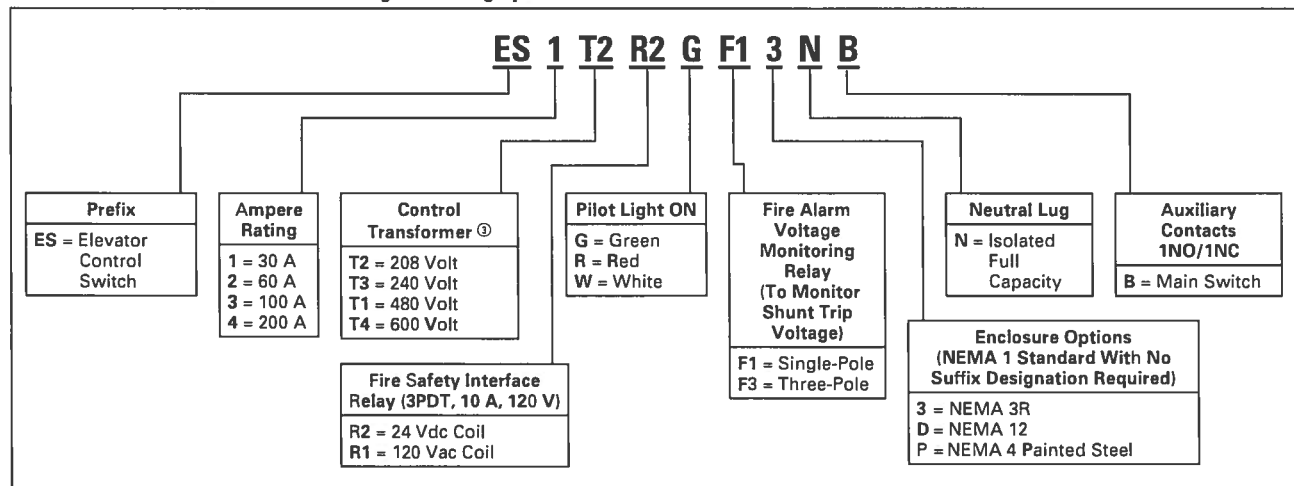 ES 1 T2 R2 G F1 3 N B
Prefix
ES = Elevator
Control
Switch
Ampere
Rating
1 = 30 A
2 = 60 A
3 = 100 A
4 = 200 A
Control
Transformer ③
T2 = 208 Volt
T3 = 240 Volt
T1 = 480 Volt
T4 = 600 Volt
Fire Safety Interface
Relay (3PDT, 10 A, 120 V)
R2 = 24 Vdc Coil
R1 = 120 Vac Coil
Pilot Light ON
G = Green
R = Red
W = White
Fire Alarm
Voltage
Monitoring
Relay
(To Monitor
Shunt Trip
Voltage)
F1 = Single-Pole
F3 = Three-Pole
Neutral Lug
N = Isolated
Full
Capacity
Enclosure Options
(NEMA 1 Standard With No
Suffix Designation Required)
3 = NEMA 3R
D = NEMA 12
P = NEMA 4 Painted Steel
Auxiliary
Contacts
1NO/1NC
B = Main Switch